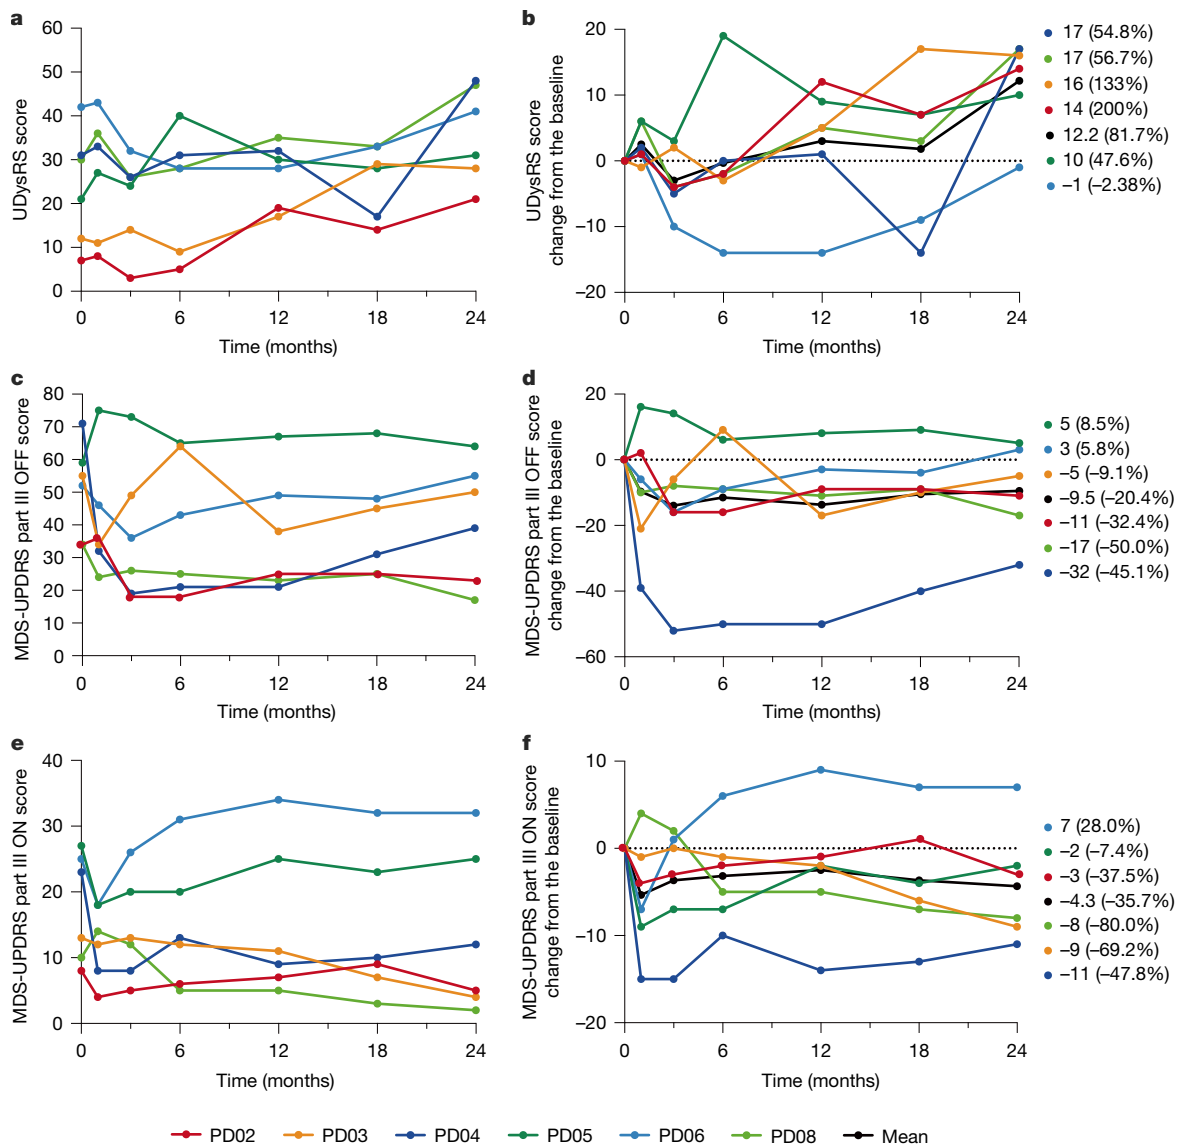 a
UDysRS score
60
50
40
30
20
10
0
0 6 12 18 24
Time (months)
b
UDysRS score
change from the baseline
20
10
0
−10
−20
0 6 12 18 24
Time (months)
17 (54.8%)
17 (56.7%)
16 (133%)
14 (200%)
12.2 (81.7%)
10 (47.6%)
−1 (−2.38%)
c
MDS-UPDRS part III OFF score
80
70
60
50
40
30
20
10
0
0 6 12 18 24
Time (months)
d
MDS-UPDRS part III OFF score
change from the baseline
20
0
−20
−40
−60
0 6 12 18 24
Time (months)
5 (8.5%)
3 (5.8%)
−5 (−9.1%)
−9.5 (−20.4%)
−11 (−32.4%)
−17 (−50.0%)
−32 (−45.1%)
e
MDS-UPDRS part III ON score
40
30
20
10
0
0 6 12 18 24
Time (months)
f
MDS-UPDRS part III ON score
change from the baseline
10
0
−10
−20
0 6 12 18 24
Time (months)
7 (28.0%)
−2 (−7.4%)
−3 (−37.5%)
−4.3 (−35.7%)
−8 (−80.0%)
−9 (−69.2%)
−11 (−47.8%)
PD02 PD03 PD04 PD05 PD06 PD08 Mean